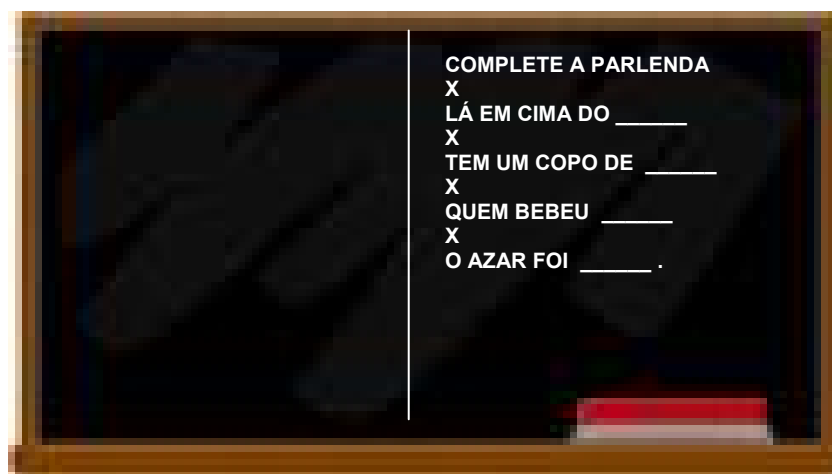 COMPLETE A PARLENDA
X
LÁ EM CIMA DO ______
X
TEM UM COPO DE ______
X
QUEM BEBEU ______
X
O AZAR FOI ______ .